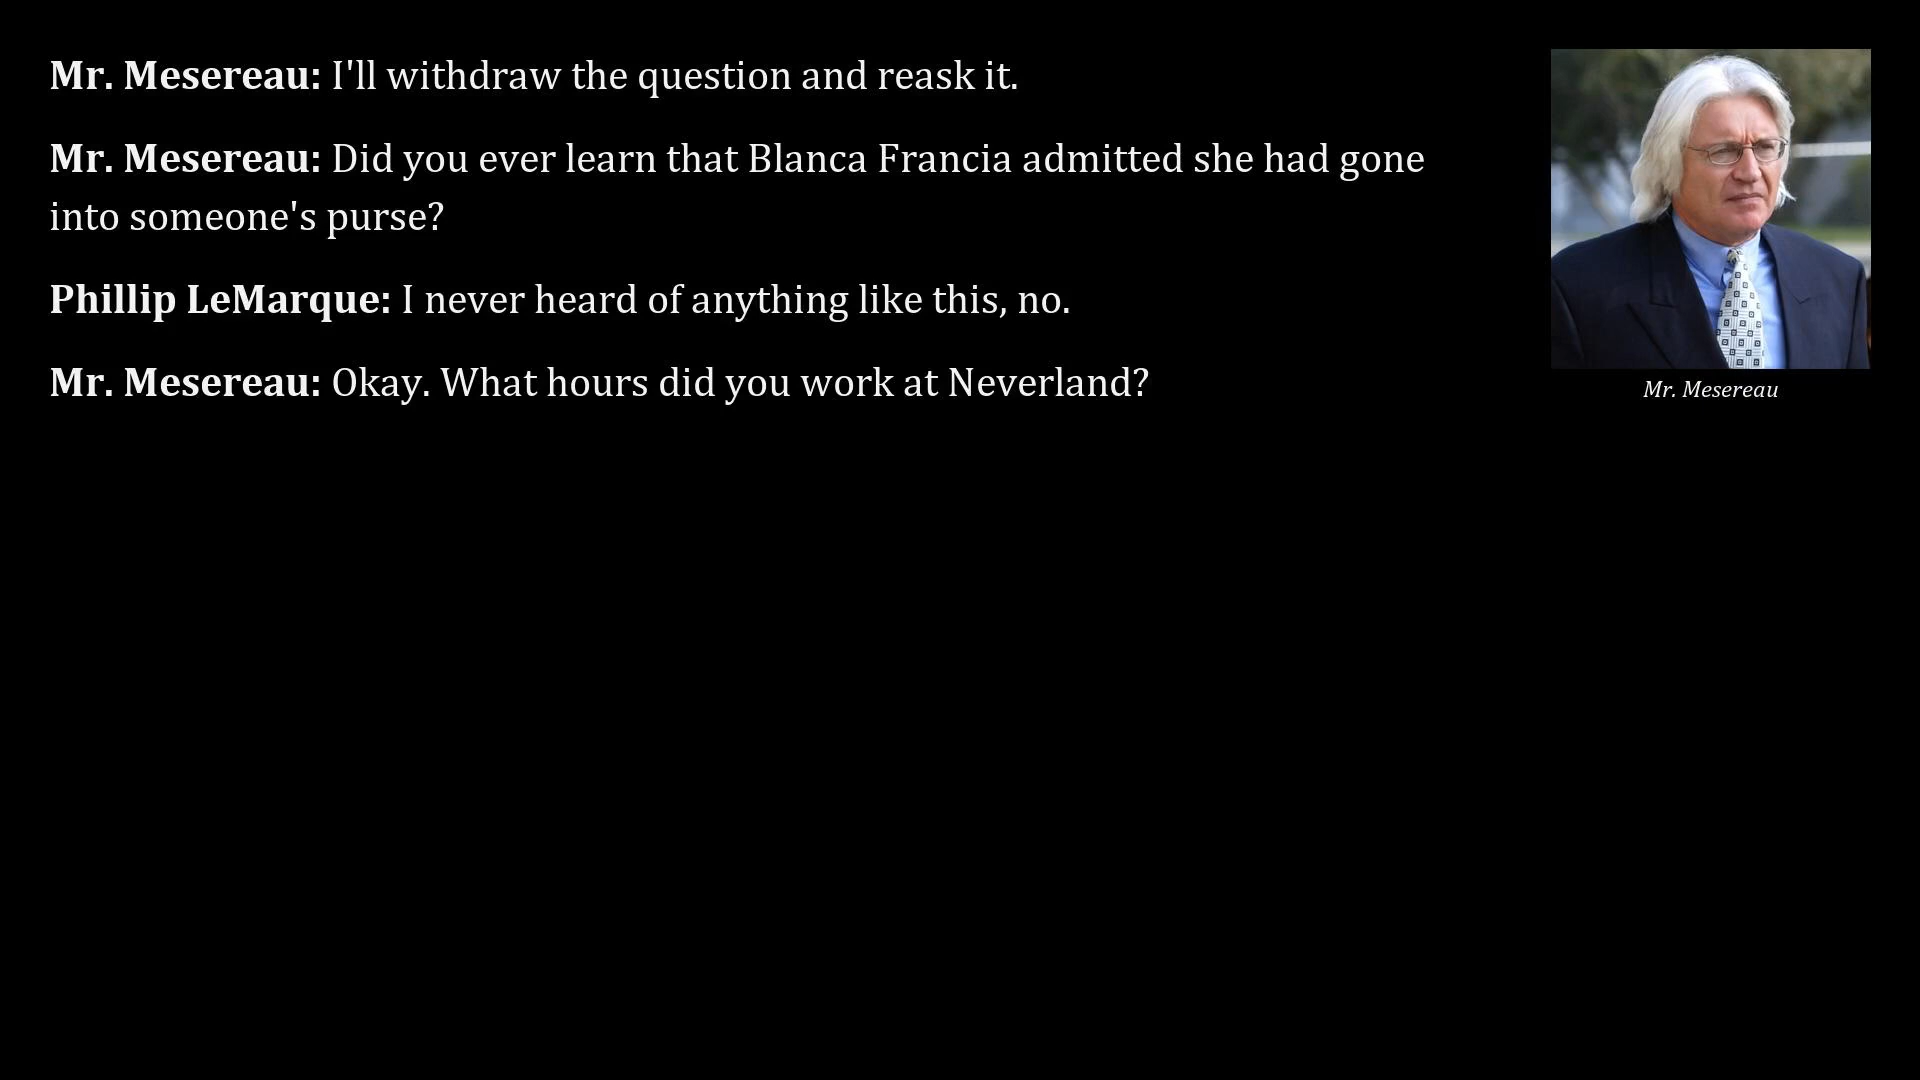 Mr. Mesereau: I'll withdraw the question and reask it.
Mr. Mesereau: Did you ever learn that Blanca Francia admitted she had gone
into someone's purse?
Phillip LeMarque: I never heard of anything like this, no.
Mr. Mesereau: Okay. What hours did you work at Neverland?
Mr. Mesereau